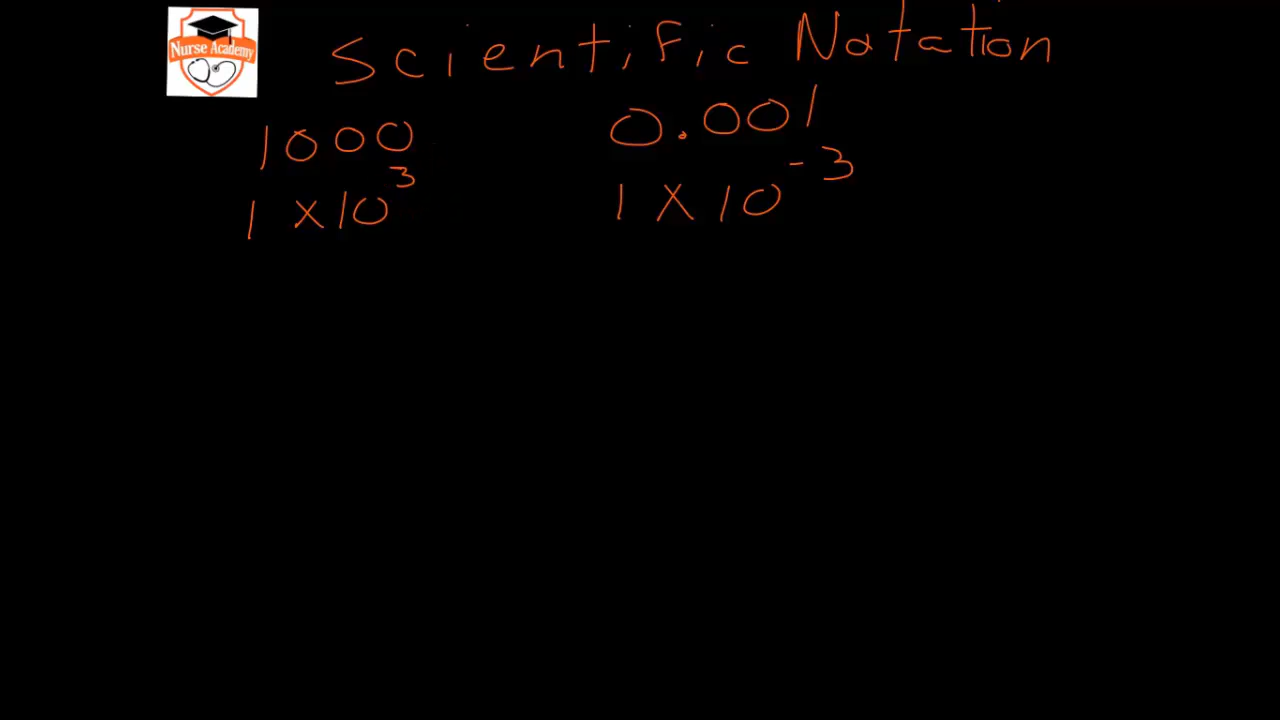 Nurse Academy
Scientific Notation
1000
0.001
1 x 10³
1 X 10⁻³